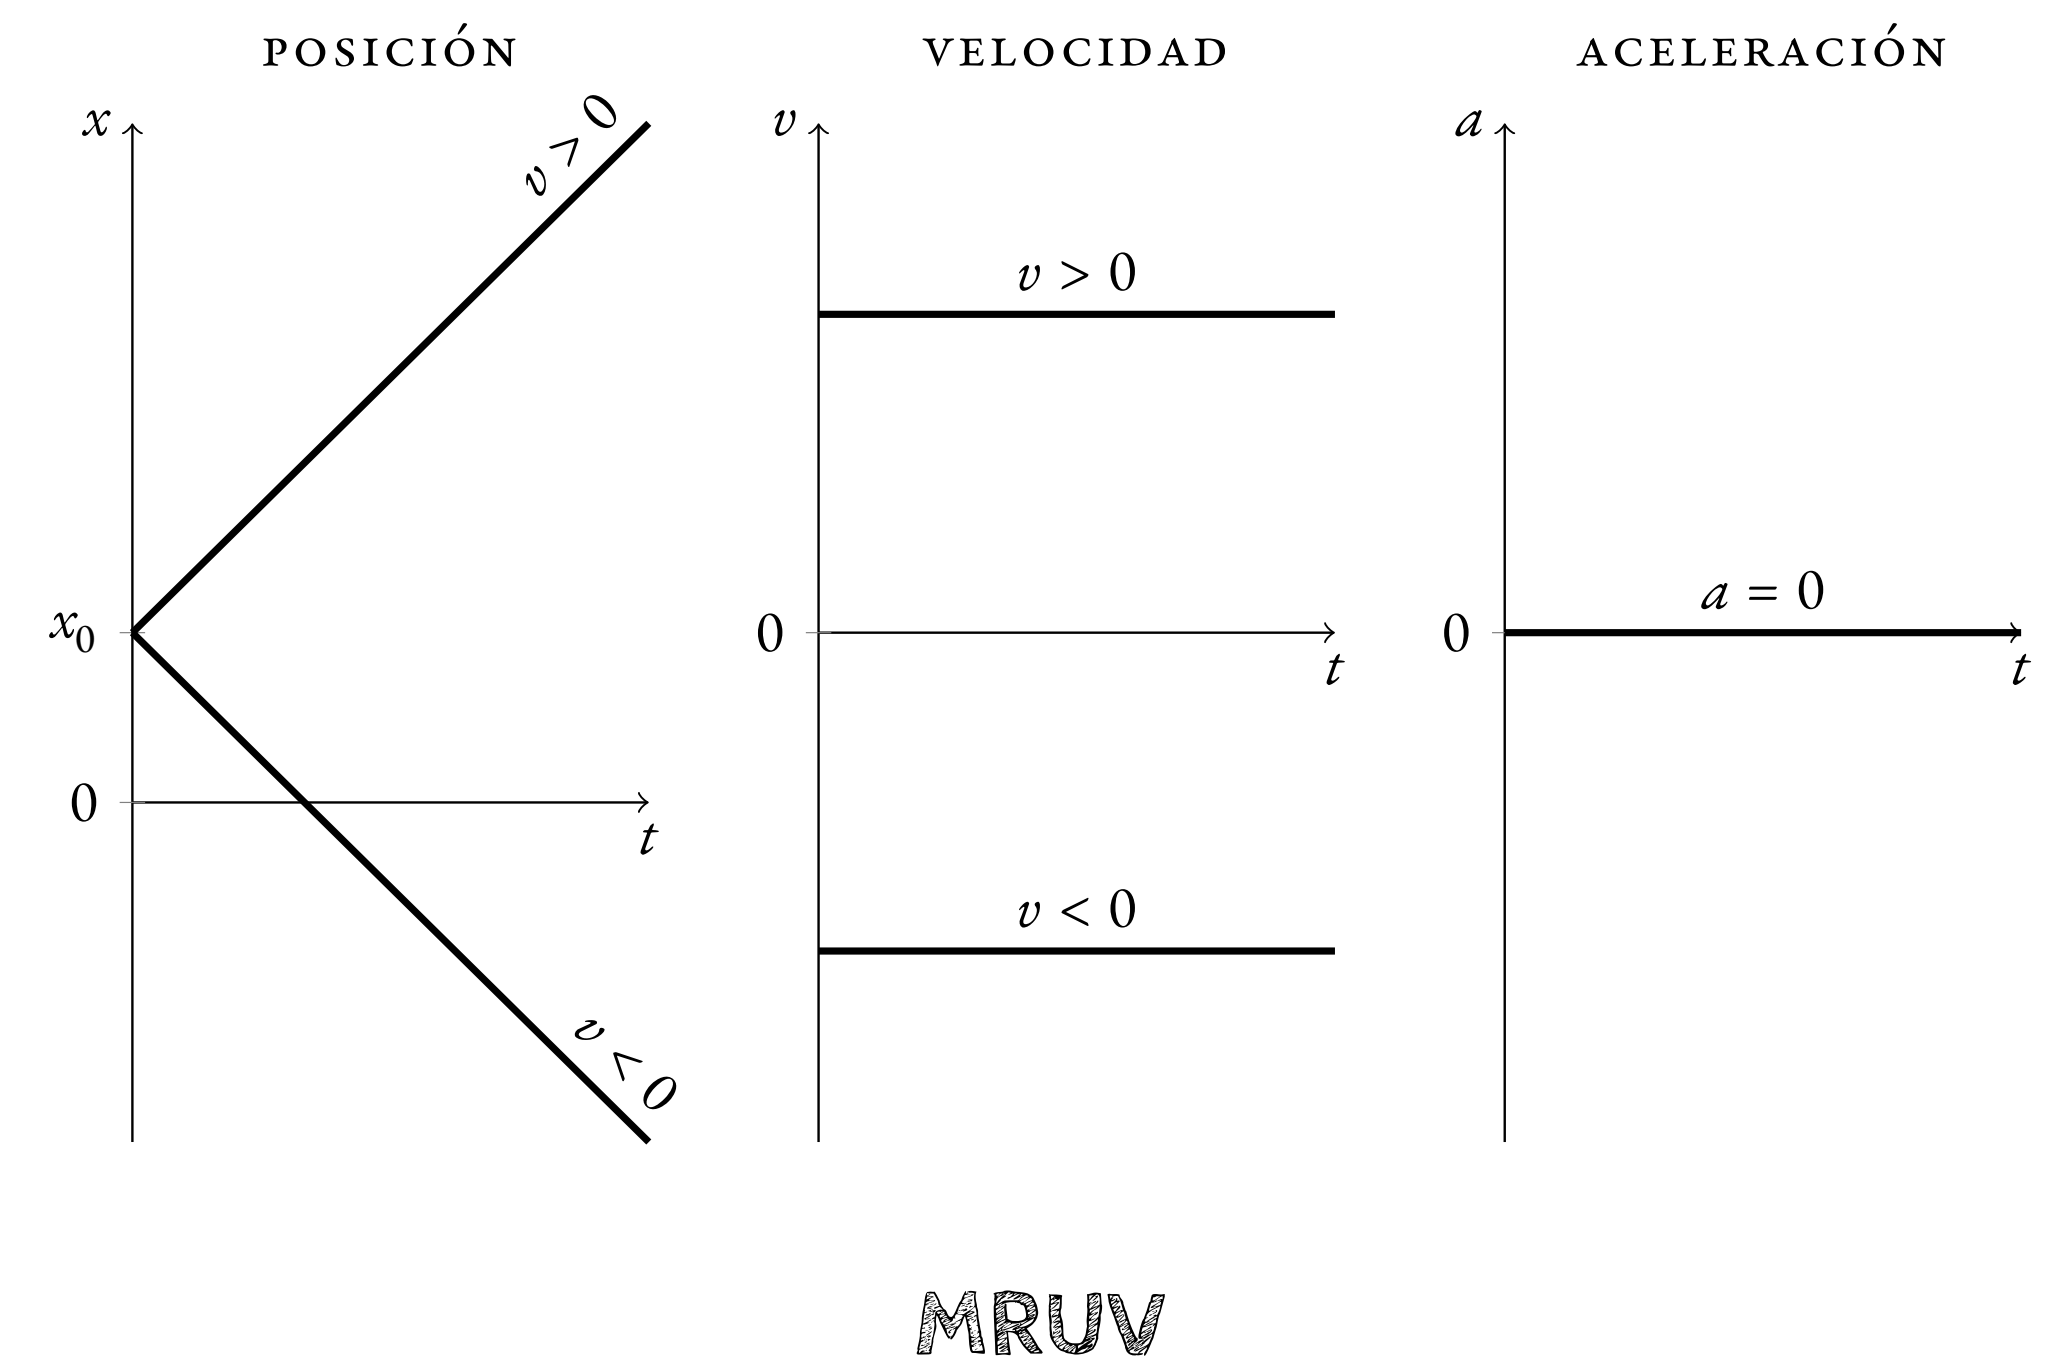 POSICIÓN
x
v > 0
x₀
0
t
v < 0
VELOCIDAD
v
v > 0
0
t
v < 0
ACELERACIÓN
a
a = 0
0
t
MRUV